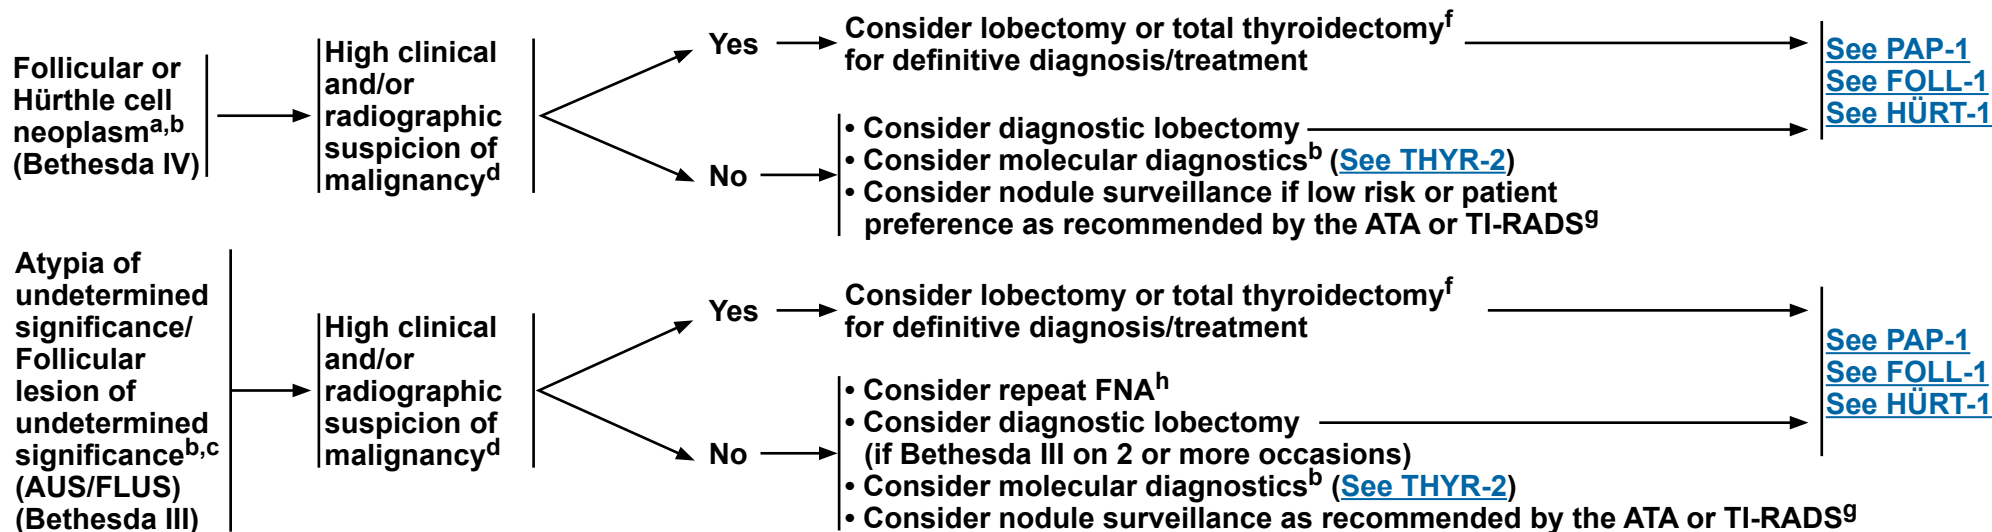 Follicular or
Hürthle cell
neoplasma,b
(Bethesda IV)
High clinical
and/or
radiographic
suspicion of
malignancyd
Yes
Consider lobectomy or total thyroidectomyf
for definitive diagnosis/treatment
No
• Consider diagnostic lobectomy
• Consider molecular diagnosticsb (See THYR-2)
• Consider nodule surveillance if low risk or patient
preference as recommended by the ATA or TI-RADSg
See PAP-1
See FOLL-1
See HÜRT-1
Atypia of
undetermined
significance/
Follicular
lesion of
undetermined
significanceb,c
(AUS/FLUS)
(Bethesda III)
High clinical
and/or
radiographic
suspicion of
malignancyd
Yes
Consider lobectomy or total thyroidectomyf
for definitive diagnosis/treatment
No
• Consider repeat FNAh
• Consider diagnostic lobectomy
(if Bethesda III on 2 or more occasions)
• Consider molecular diagnosticsb (See THYR-2)
• Consider nodule surveillance as recommended by the ATA or TI-RADSg
See PAP-1
See FOLL-1
See HÜRT-1